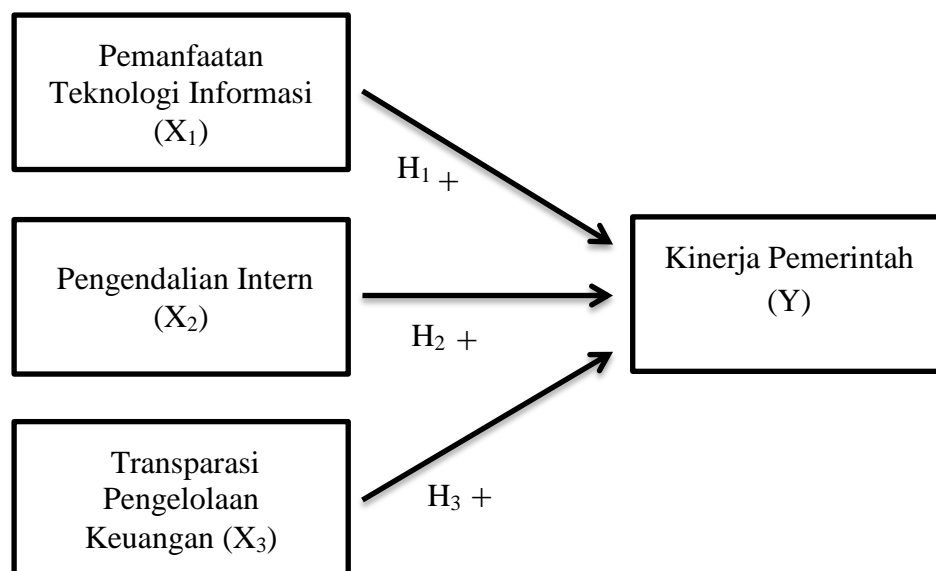 Pemanfaatan
Teknologi Informasi
(X₁)
H₁ +
Pengendalian Intern
(X₂)
H₂ +
Kinerja Pemerintah
(Y)
Transparasi
Pengelolaan
Keuangan (X₃)
H₃ +